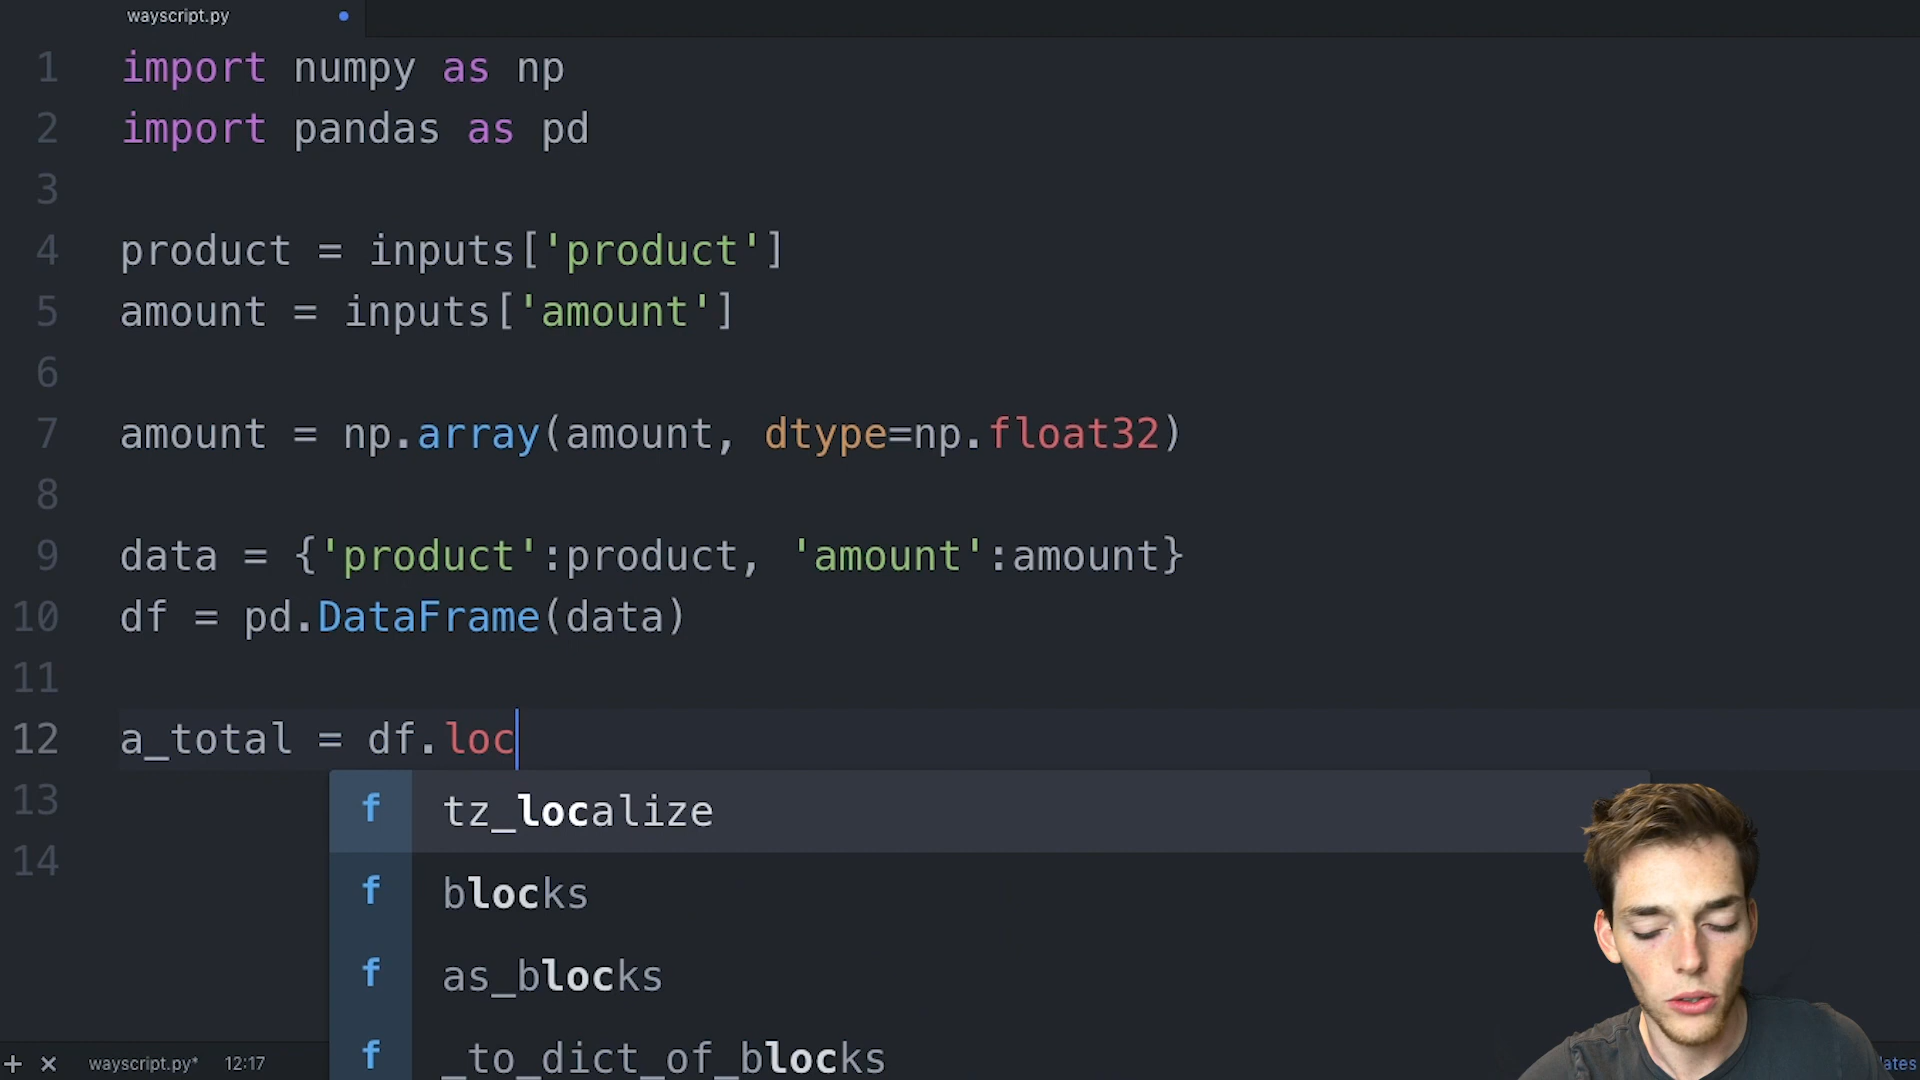 wayscript.py
1 import numpy as np
2 import pandas as pd
3
4 product = inputs['product']
5 amount = inputs['amount']
6
7 amount = np.array(amount, dtype=np.float32)
8
9 data = {'product':product, 'amount':amount}
10 df = pd.DataFrame(data)
11
12 a_total = df.loc
13
14
f tz_localize
f blocks
f as_blocks
f _to_dict_of_blocks
+ × wayscript.py* 12:17